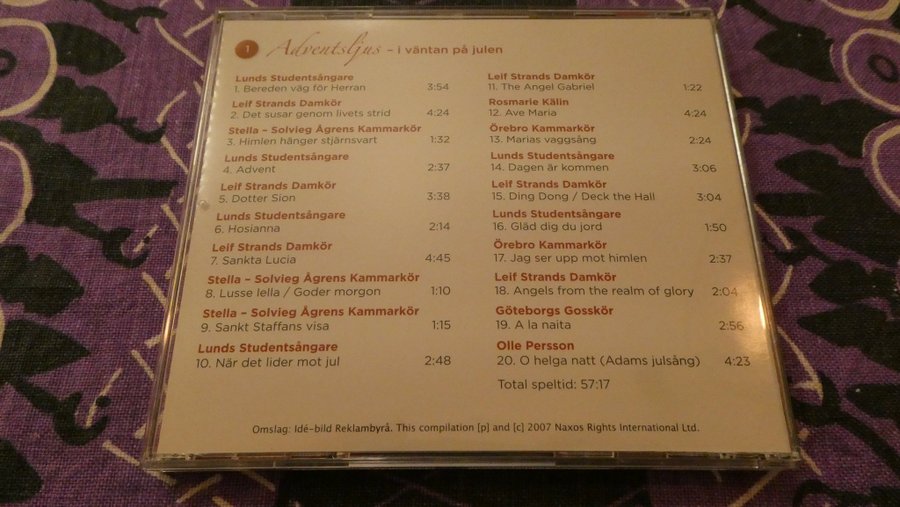 1 Adventsljus – i väntan på julen
Lunds Studentsångare
1. Bereden väg för Herran 3:54
Leif Strands Damkör
2. Det susar genom livets strid 4:24
Stella – Solvieg Ågrens Kammarkör
3. Himlen hänger stjärnsvart 1:32
Lunds Studentsångare
4. Advent 2:37
Leif Strands Damkör
5. Dotter Sion 3:38
Lunds Studentsångare
6. Hosianna 2:14
Leif Strands Damkör
7. Sankta Lucia 4:45
Stella – Solvieg Ågrens Kammarkör
8. Lusse lella / Goder morgon 1:10
Stella – Solvieg Ågrens Kammarkör
9. Sankt Staffans visa 1:15
Lunds Studentsångare
10. När det lider mot jul 2:48
Leif Strands Damkör
11. The Angel Gabriel 1:22
Rosmarie Kälin
12. Ave Maria 4:24
Örebro Kammarkör
13. Marias vaggsång 2:24
Lunds Studentsångare
14. Dagen är kommen 3:06
Leif Strands Damkör
15. Ding Dong / Deck the Hall 3:04
Lunds Studentsångare
16. Gläd dig du jord 1:50
Örebro Kammarkör
17. Jag ser upp mot himlen 2:37
Leif Strands Damkör
18. Angels from the realm of glory 2:04
Göteborgs Gosskör
19. A la naita 2:56
Olle Persson
20. O helga natt (Adams julsång) 4:23
Total speltid: 57:17
Omslag: Idé-bild Reklambyrå. This compilation [p] and [c] 2007 Naxos Rights International Ltd.